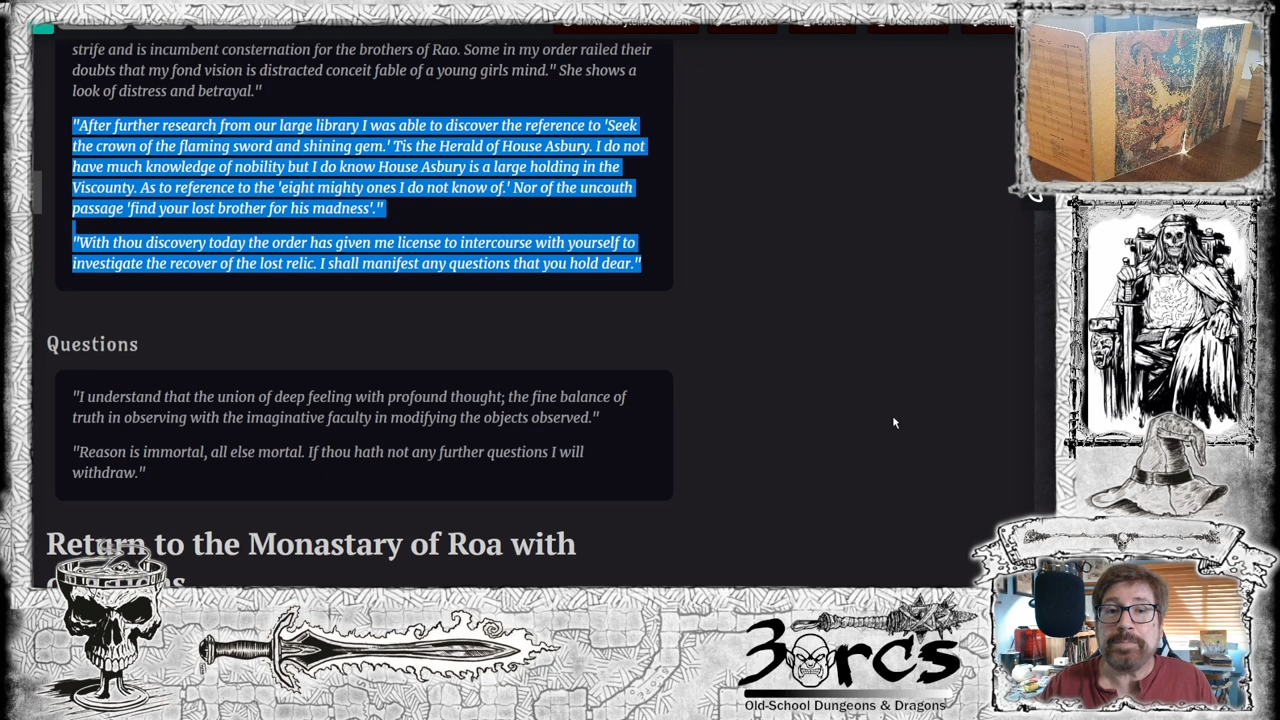 strife and is incumbent consternation for the brothers of Rao. Some in my order railed their
doubts that my fond vision is distracted conceit fable of a young girls mind." She shows a
look of distress and betrayal."
"After further research from our large library I was able to discover the reference to 'Seek
the crown of the flaming sword and shining gem.' Tis the Herald of House Asbury. I do not
have much knowledge of nobility but I do know House Asbury is a large holding in the
Viscounty. As to reference to the 'eight mighty ones I do not know of.' Nor of the uncouth
passage 'find your lost brother for his madness'."
"With thou discovery today the order has given me license to intercourse with yourself to
investigate the recover of the lost relic. I shall manifest any questions that you hold dear."
Questions
"I understand that the union of deep feeling with profound thought; the fine balance of
truth in observing with the imaginative faculty in modifying the objects observed."
"Reason is immortal, all else mortal. If thou hath not any further questions I will
withdraw."
Return to the Monastary of Roa with
3 orcs
Old-School Dungeons & Dragons